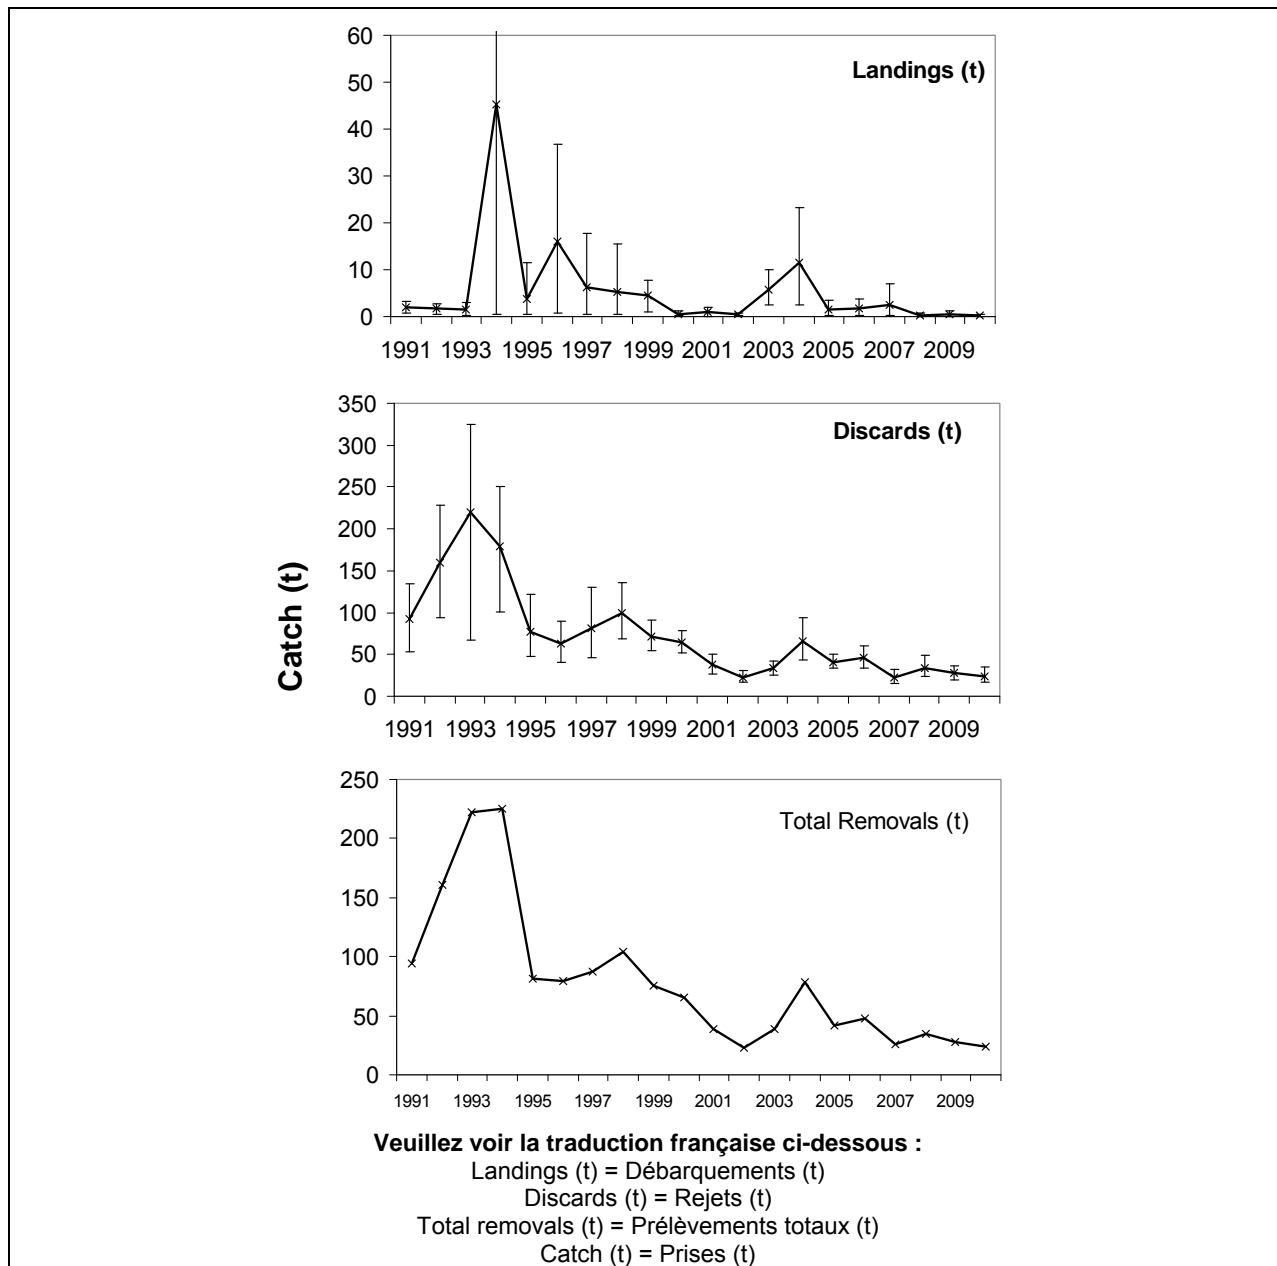 60
50
40
30
20
10
0
Landings (t)
1991 1993 1995 1997 1999 2001 2003 2005 2007 2009
Catch (t)
350
300
250
200
150
100
50
0
Discards (t)
1991 1993 1995 1997 1999 2001 2003 2005 2007 2009
250
200
150
100
50
0
Total Removals (t)
1991 1993 1995 1997 1999 2001 2003 2005 2007 2009
Veuillez voir la traduction française ci-dessous :
Landings (t) = Débarquements (t)
Discards (t) = Rejets (t)
Total removals (t) = Prélèvements totaux (t)
Catch (t) = Prises (t)